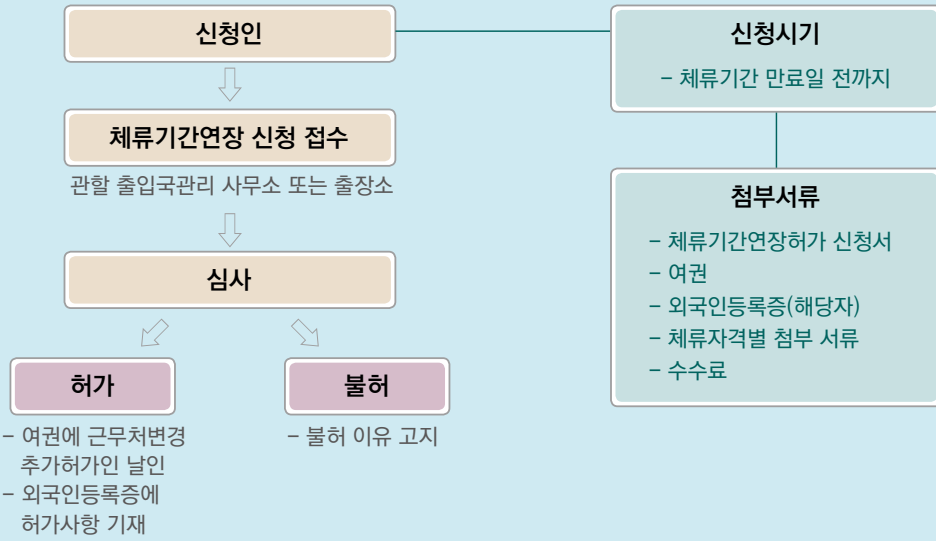 신청인
체류기간연장 신청 접수
관할 출입국관리 사무소 또는 출장소
심사
허가
– 여권에 근무처변경
추가허가인 날인
– 외국인등록증에
허가사항 기재
불허
– 불허 이유 고지
신청시기
– 체류기간 만료일 전까지
첨부서류
– 체류기간연장허가 신청서
– 여권
– 외국인등록증(해당자)
– 체류자격별 첨부 서류
– 수수료